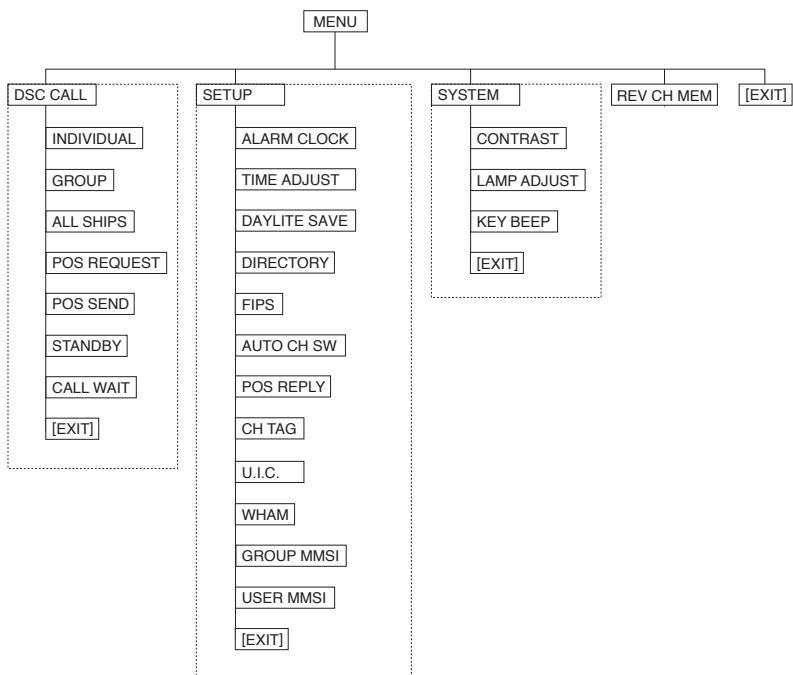 MENU
DSC CALL
INDIVIDUAL
GROUP
ALL SHIPS
POS REQUEST
POS SEND
STANDBY
CALL WAIT
[EXIT]
SETUP
ALARM CLOCK
TIME ADJUST
DAYLITE SAVE
DIRECTORY
FIPS
AUTO CH SW
POS REPLY
CH TAG
U.I.C.
WHAM
GROUP MMSI
USER MMSI
[EXIT]
SYSTEM
CONTRAST
LAMP ADJUST
KEY BEEP
[EXIT]
REV CH MEM
[EXIT]